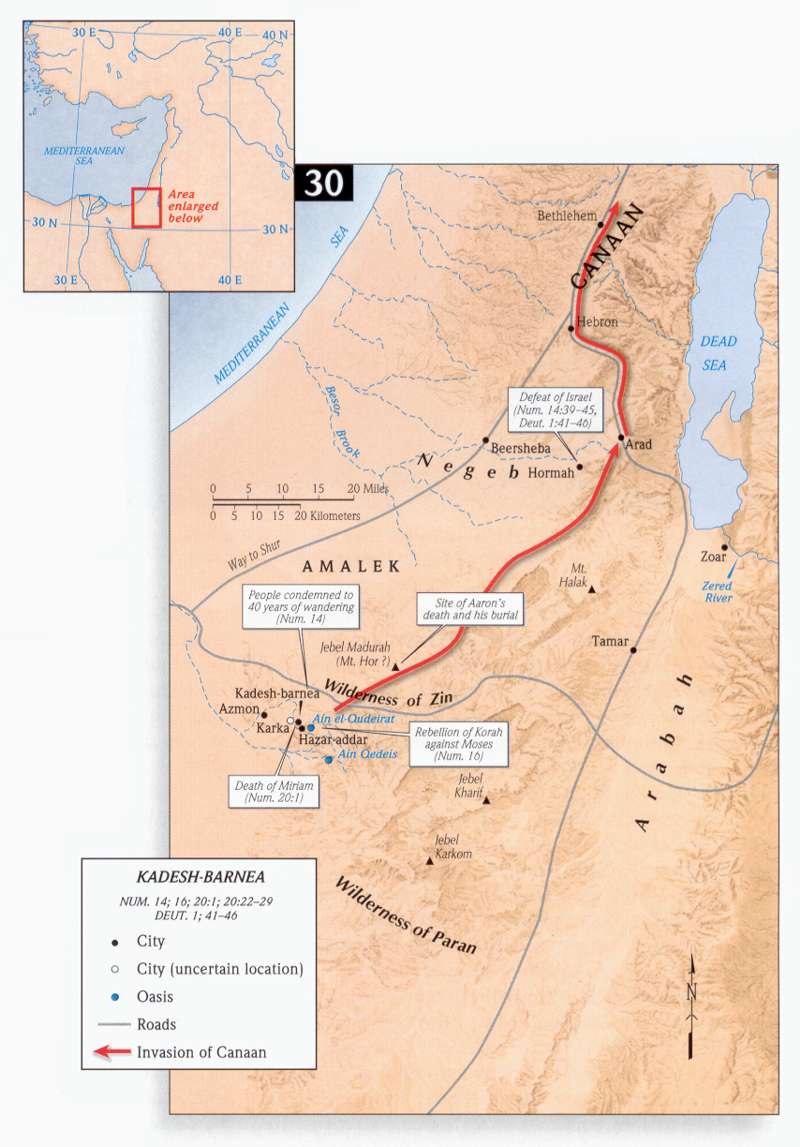 30 E
40 E
40 N
MEDITERRANEAN
SEA
Area
enlarged
below
30 N
30 N
30 E
40 E
30
MEDITERRANEAN
SEA
Bethlehem
CANAAN
Hebron
DEAD
SEA
Besor
Brook
Defeat of Israel
(Num. 14:39–45,
Deut. 1:41–46)
Beersheba
Arad
Negeb
Hormah
0 5 10 15 20 Miles
0 5 10 15 20 Kilometers
Way to Shur
AMALEK
Zoar
Zered
River
Mt.
Halak
People condemned to
40 years of wandering
(Num. 14)
Site of Aaron's
death and his burial
Jebel Madurah
(Mt. Hor ?)
Tamar
Wilderness of Zin
Kadesh-barnea
Azmon
Karka
Ain el-Qudeirat
Hazar-addar
Ain Qedeis
Rebellion of Korah
against Moses
(Num. 16)
Arabah
Death of Miriam
(Num. 20:1)
Jebel
Kharif
Jebel
Karkom
Wilderness of Paran
KADESH-BARNEA
NUM. 14; 16; 20:1; 20:22–29
DEUT. 1; 41–46
City
City (uncertain location)
Oasis
Roads
Invasion of Canaan
N